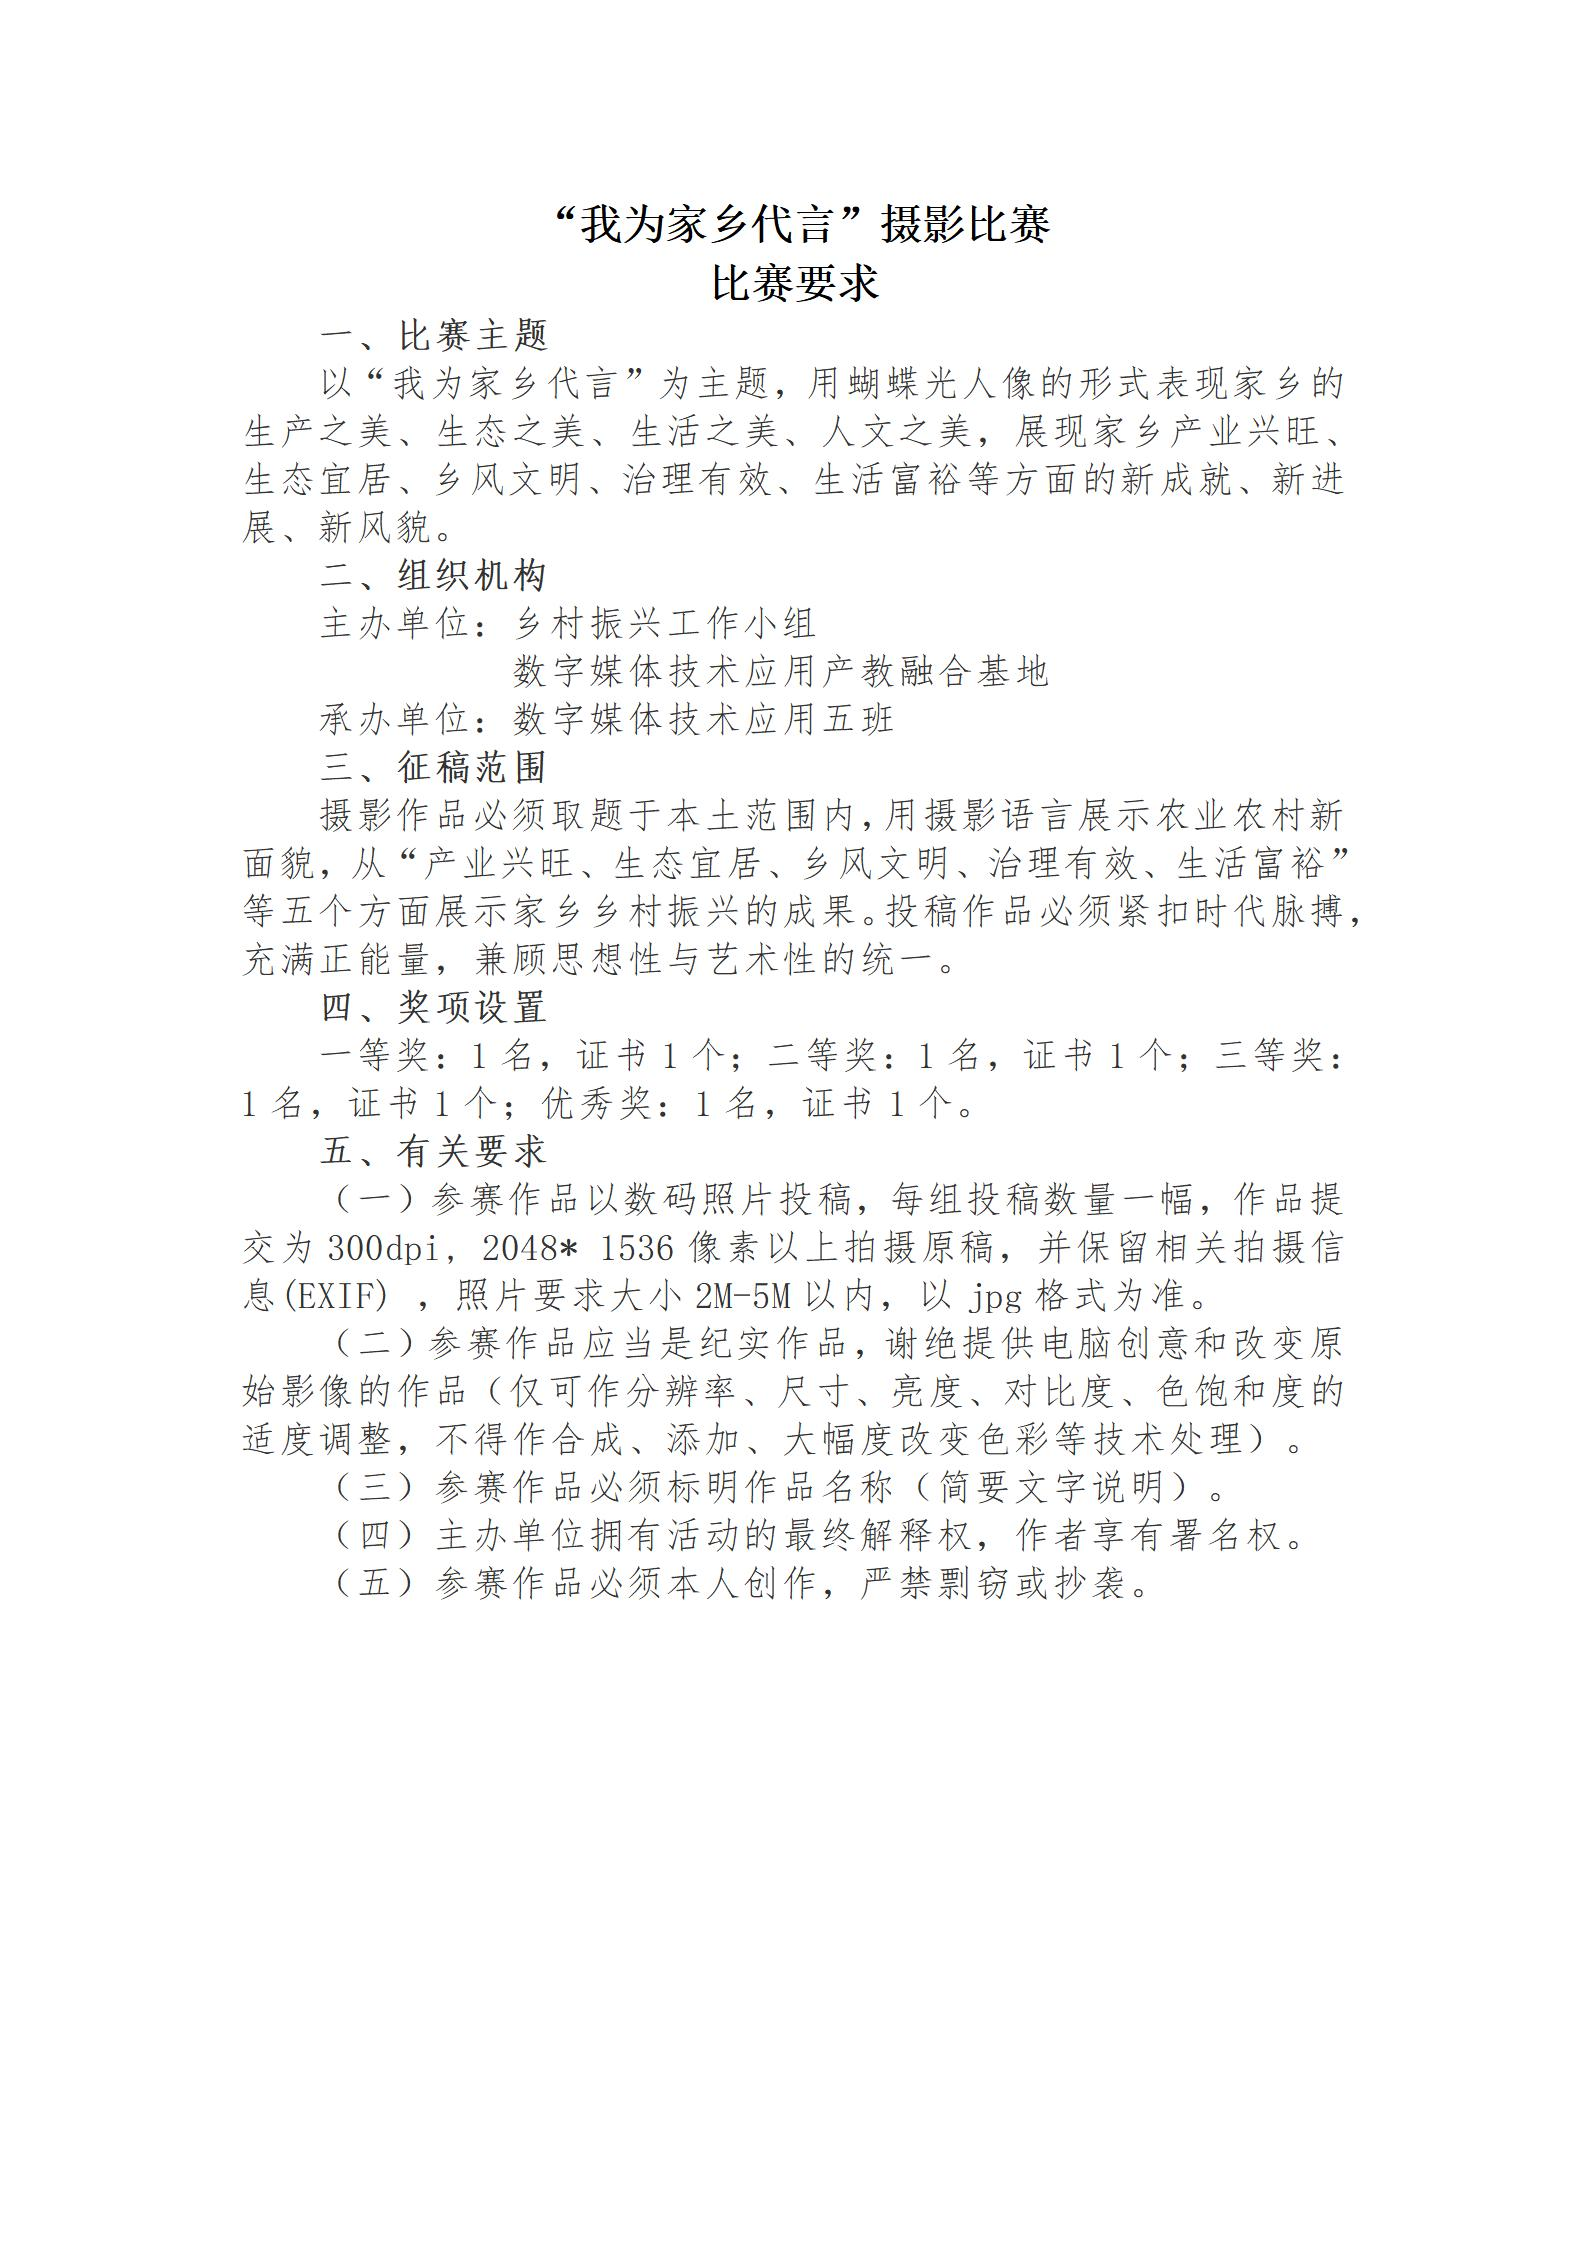 “我为家乡代言”摄影比赛
比赛要求
一、比赛主题
以“我为家乡代言”为主题，用蝴蝶光人像的形式表现家乡的
生产之美、生态之美、生活之美、人文之美，展现家乡产业兴旺、
生态宜居、乡风文明、治理有效、生活富裕等方面的新成就、新进
展、新风貌。
二、组织机构
主办单位：乡村振兴工作小组
数字媒体技术应用产教融合基地
承办单位：数字媒体技术应用五班
三、征稿范围
摄影作品必须取题于本土范围内，用摄影语言展示农业农村新
面貌，从“产业兴旺、生态宜居、乡风文明、治理有效、生活富裕”
等五个方面展示家乡乡村振兴的成果。投稿作品必须紧扣时代脉搏，
充满正能量，兼顾思想性与艺术性的统一。
四、奖项设置
一等奖：1 名，证书 1 个；二等奖：1 名，证书 1 个；三等奖：
1 名，证书 1 个；优秀奖：1 名，证书 1 个。
五、有关要求
（一）参赛作品以数码照片投稿，每组投稿数量一幅，作品提
交为 300dpi, 2048* 1536 像素以上拍摄原稿，并保留相关拍摄信
息(EXIF) ，照片要求大小 2M-5M 以内，以 jpg 格式为准。
（二）参赛作品应当是纪实作品，谢绝提供电脑创意和改变原
始影像的作品（仅可作分辨率、尺寸、亮度、对比度、色饱和度的
适度调整，不得作合成、添加、大幅度改变色彩等技术处理）。
（三）参赛作品必须标明作品名称（简要文字说明）。
（四）主办单位拥有活动的最终解释权，作者享有署名权。
（五）参赛作品必须本人创作，严禁剽窃或抄袭。